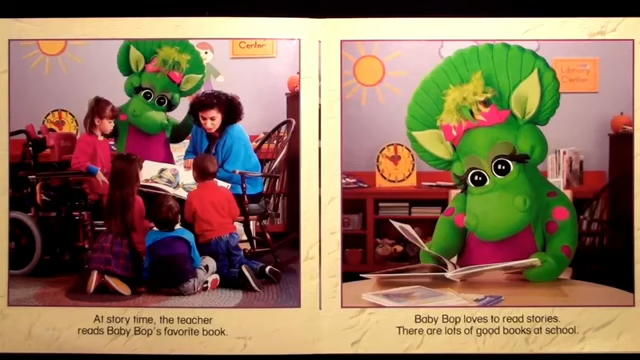 Center
At story time, the teacher
reads Baby Bop's favorite book.
Library
Center
Baby Bop loves to read stories.
There are lots of good books at school.